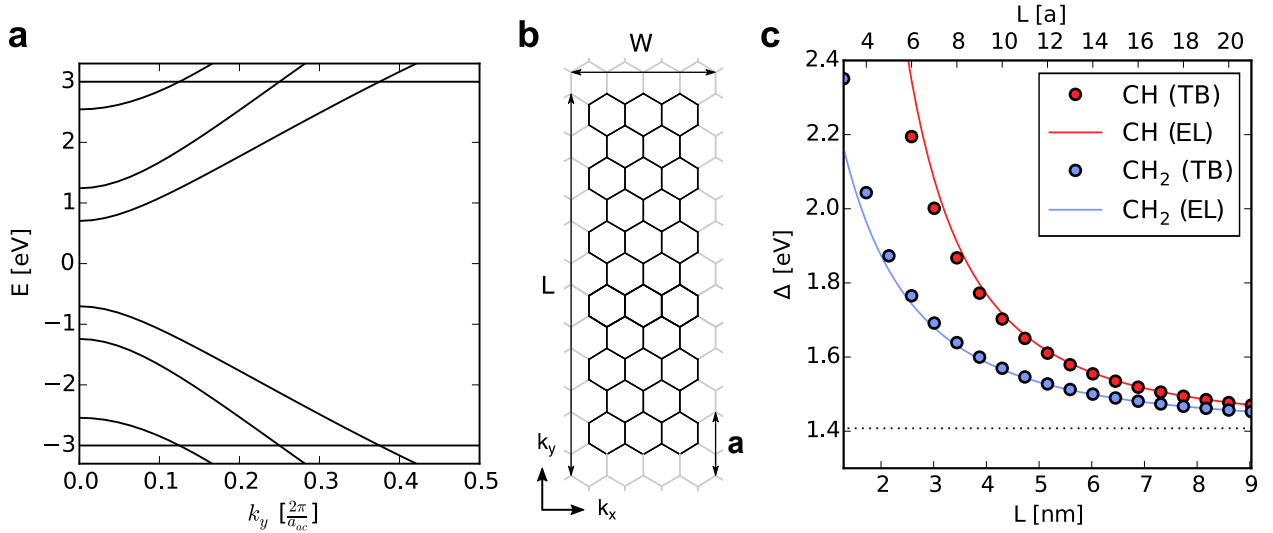 a
3
2
1
0
−1
−2
−3
E [eV]
0.0 0.1 0.2 0.3 0.4 0.5
k_y [2π/a_ac]
b
W
L
a
k_y
k_x
c
L [a]
4 6 8 10 12 14 16 18 20
2.4
2.2
2.0
1.8
1.6
1.4
Δ [eV]
CH (TB)
CH (EL)
CH₂ (TB)
CH₂ (EL)
2 3 4 5 6 7 8 9
L [nm]